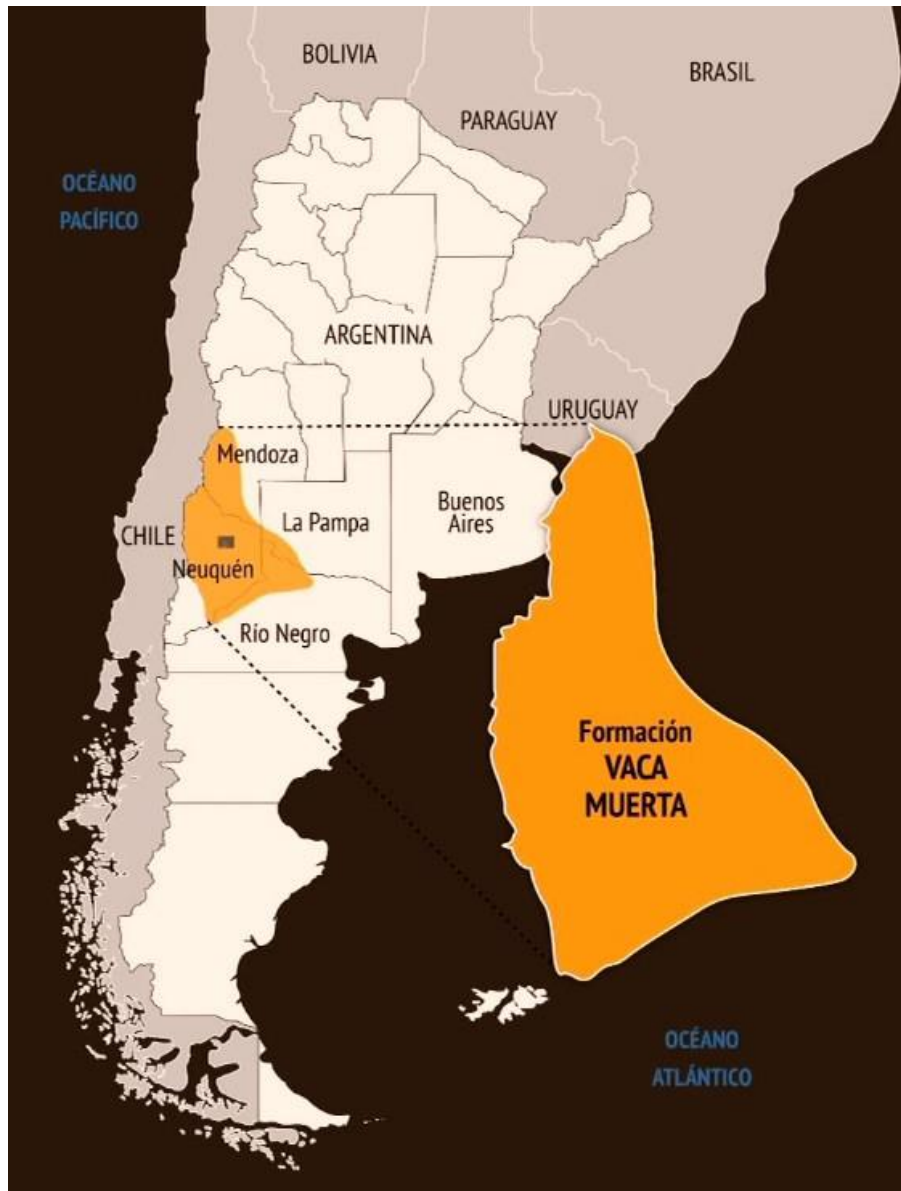 BOLIVIA
BRASIL
PARAGUAY
OCÉANO
PACÍFICO
ARGENTINA
URUGUAY
Mendoza
Buenos
Aires
La Pampa
CHILE
Neuquén
Río Negro
Formación
VACA
MUERTA
OCÉANO
ATLÁNTICO